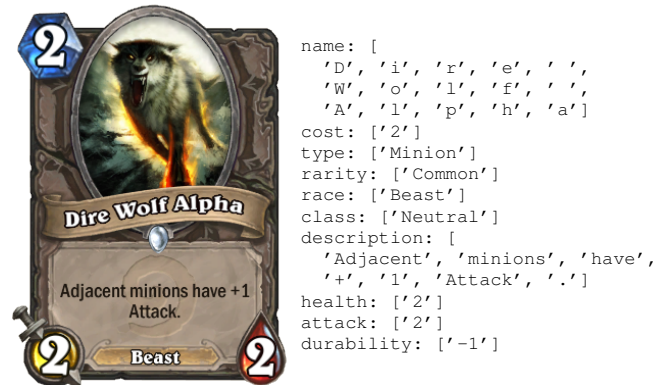 2
Dire Wolf Alpha
Adjacent minions have +1
Attack.
2
Beast
2
name: [
'D', 'i', 'r', 'e', ' ',
'W', 'o', 'l', 'f', ' ',
'A', 'l', 'p', 'h', 'a']
cost: ['2']
type: ['Minion']
rarity: ['Common']
race: ['Beast']
class: ['Neutral']
description: [
'Adjacent', 'minions', 'have',
'+', '1', 'Attack', '.']
health: ['2']
attack: ['2']
durability: ['-1']